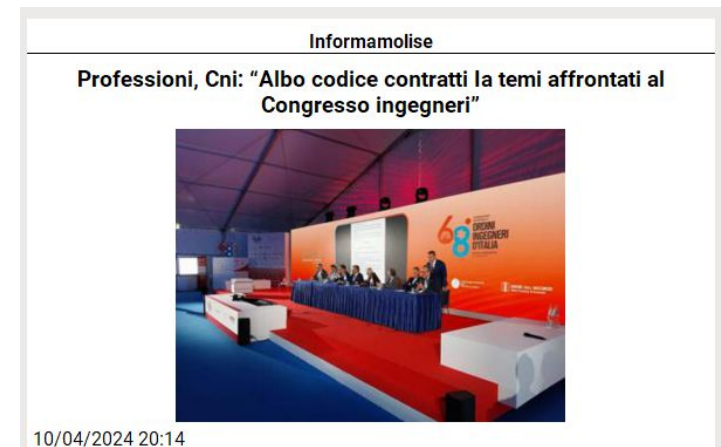 Informamolise
Professioni, Cni: “Albo codice contratti Ia temi affrontati al
Congresso ingegneri”
68°
ORDINI
INGEGNERI
D'ITALIA
10/04/2024 20:14